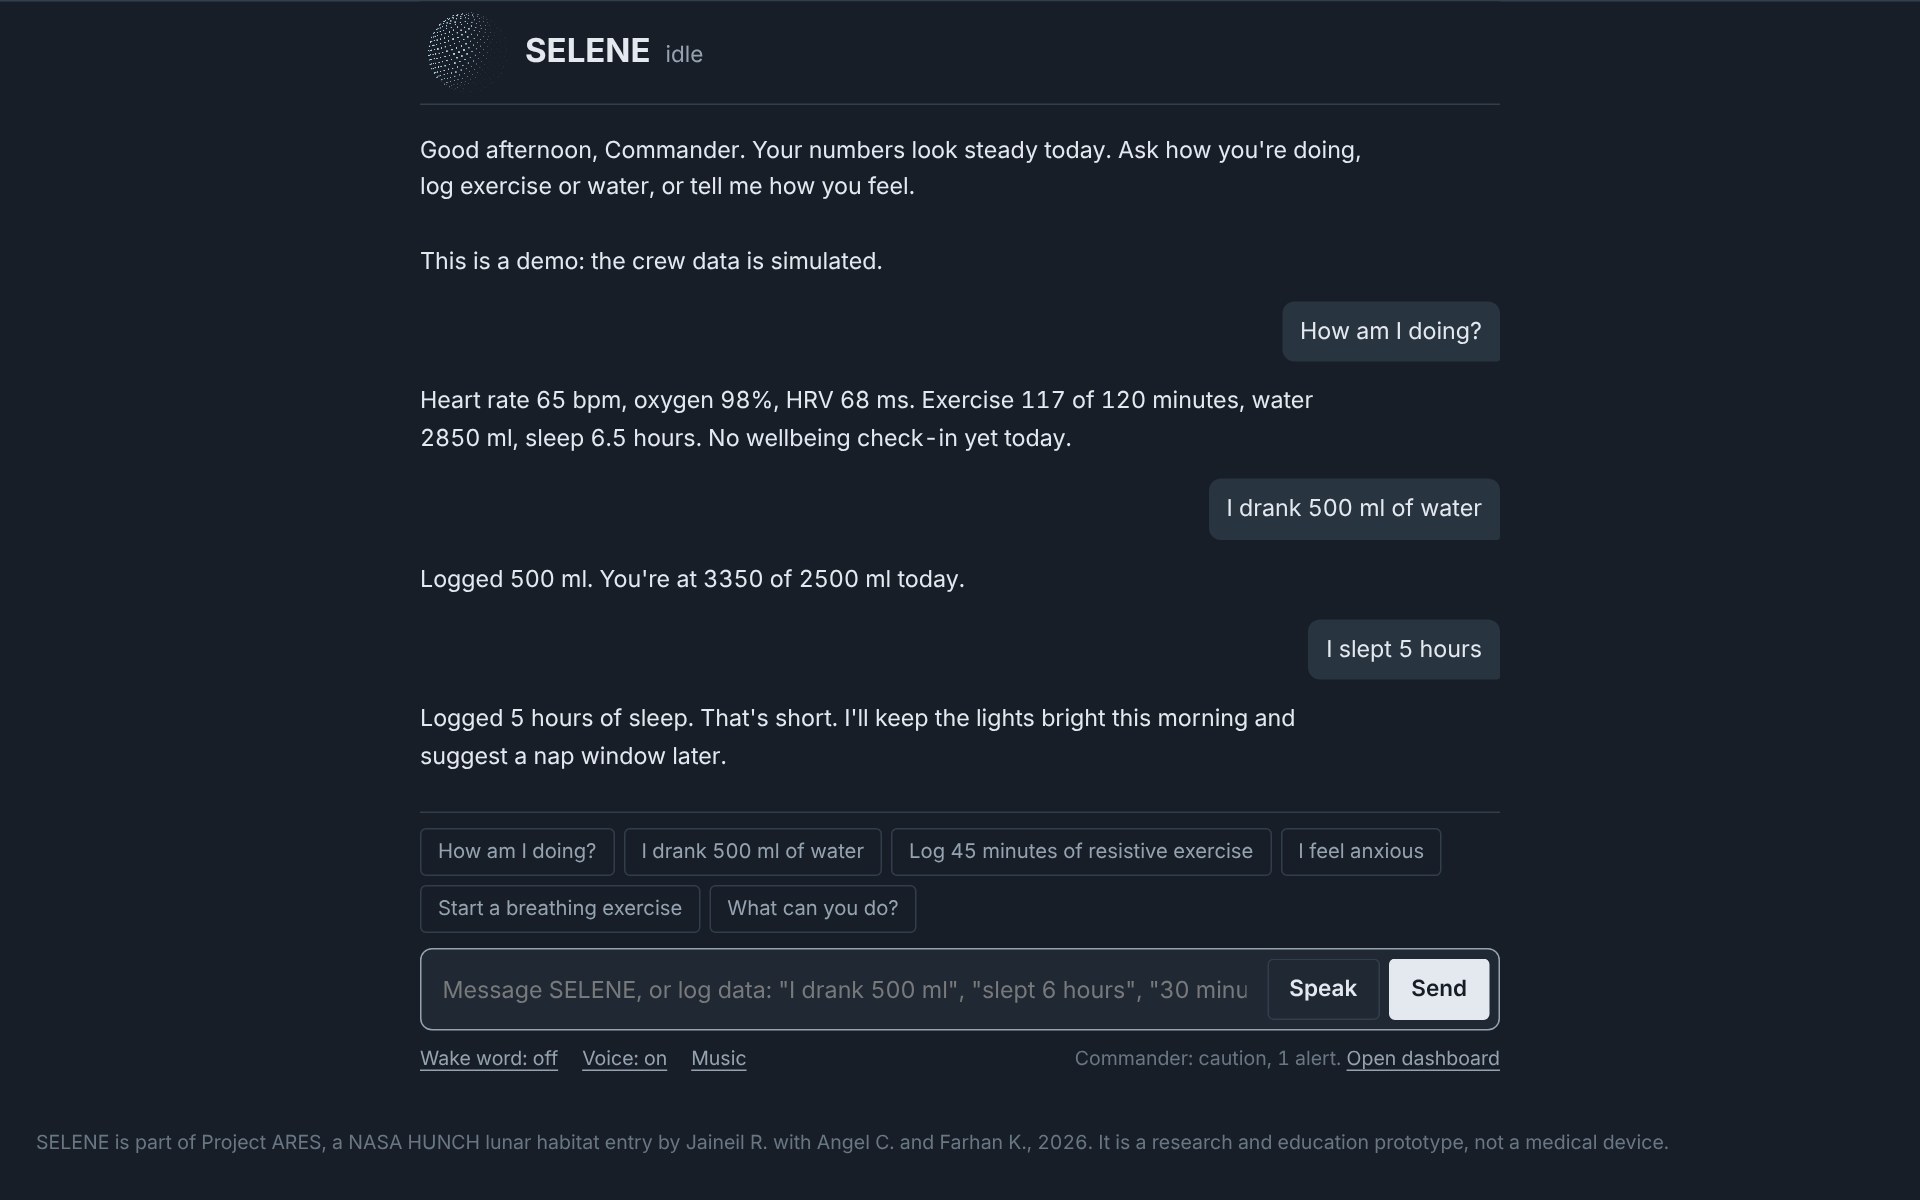 SELENE idle
Good afternoon, Commander. Your numbers look steady today. Ask how you're doing,
log exercise or water, or tell me how you feel.
This is a demo: the crew data is simulated.
How am I doing?
Heart rate 65 bpm, oxygen 98%, HRV 68 ms. Exercise 117 of 120 minutes, water
2850 ml, sleep 6.5 hours. No wellbeing check-in yet today.
I drank 500 ml of water
Logged 500 ml. You're at 3350 of 2500 ml today.
I slept 5 hours
Logged 5 hours of sleep. That's short. I'll keep the lights bright this morning and
suggest a nap window later.
How am I doing? I drank 500 ml of water Log 45 minutes of resistive exercise I feel anxious
Start a breathing exercise What can you do?
Message SELENE, or log data: "I drank 500 ml", "slept 6 hours", "30 minu Speak Send
Wake word: off Voice: on Music Commander: caution, 1 alert. Open dashboard
SELENE is part of Project ARES, a NASA HUNCH lunar habitat entry by Jaineil R. with Angel C. and Farhan K., 2026. It is a research and education prototype, not a medical device.